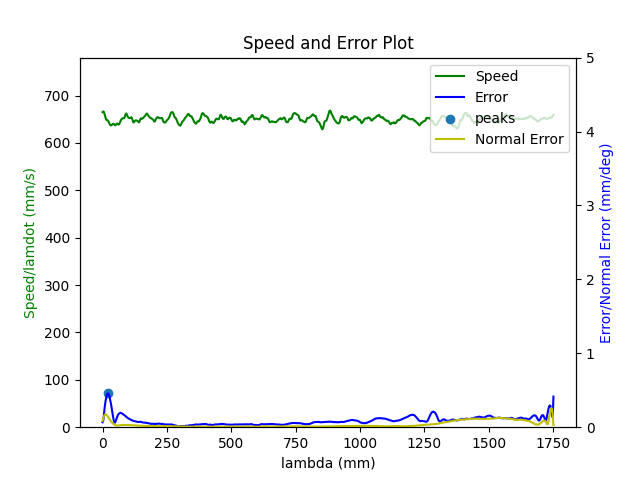 Speed and Error Plot
Speed
Error
peaks
Normal Error
Speed/lamdot (mm/s)
700
600
500
400
300
200
100
0
5
4
3
2
1
0
Error/Normal Error (mm/deg)
0 250 500 750 1000 1250 1500 1750
lambda (mm)